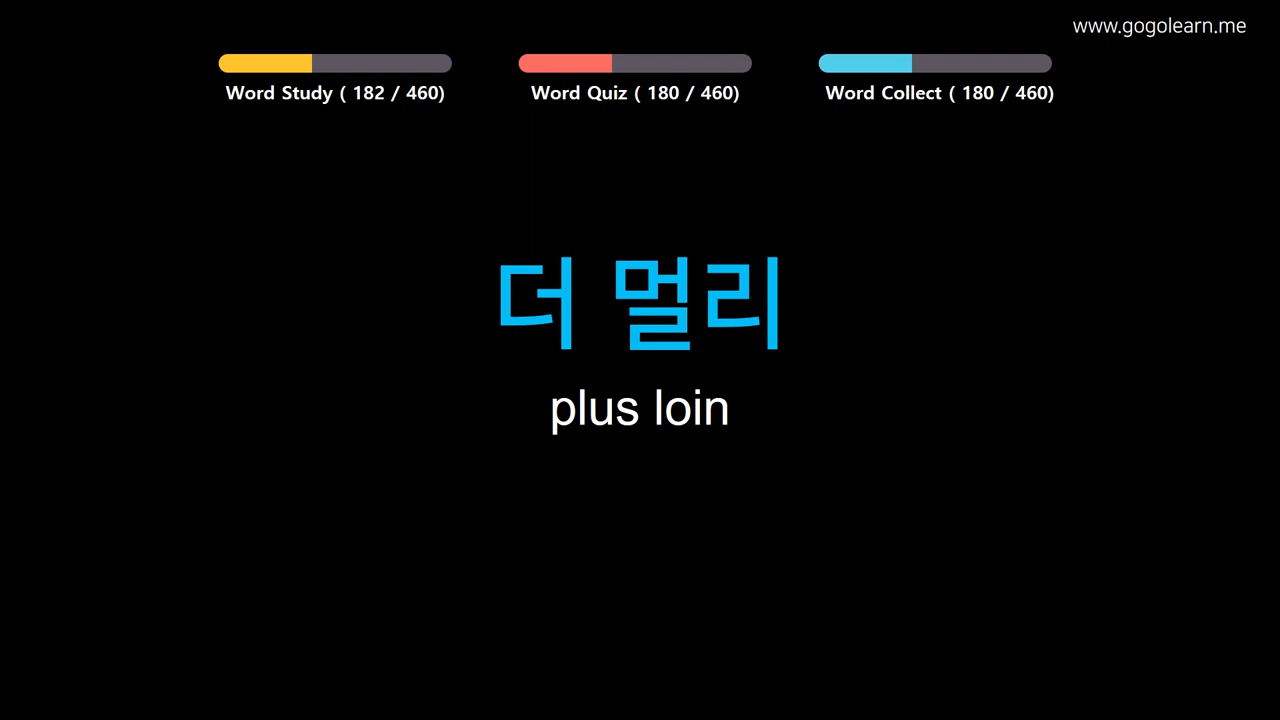 www.gogolearn.me
Word Study ( 182 / 460)
Word Quiz ( 180 / 460)
Word Collect ( 180 / 460)
더 멀리
plus loin